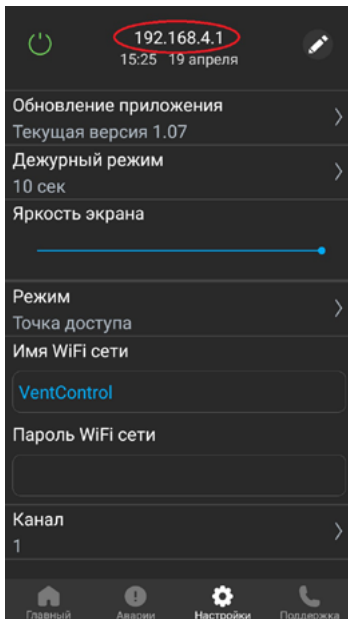 192.168.4.1
15:25 19 апреля
Обновление приложения
Текущая версия 1.07
Дежурный режим
10 сек
Яркость экрана
Режим
Точка доступа
Имя WiFi сети
VentControl
Пароль WiFi сети
Канал
1
Главный Аварии Настройки Поддержка